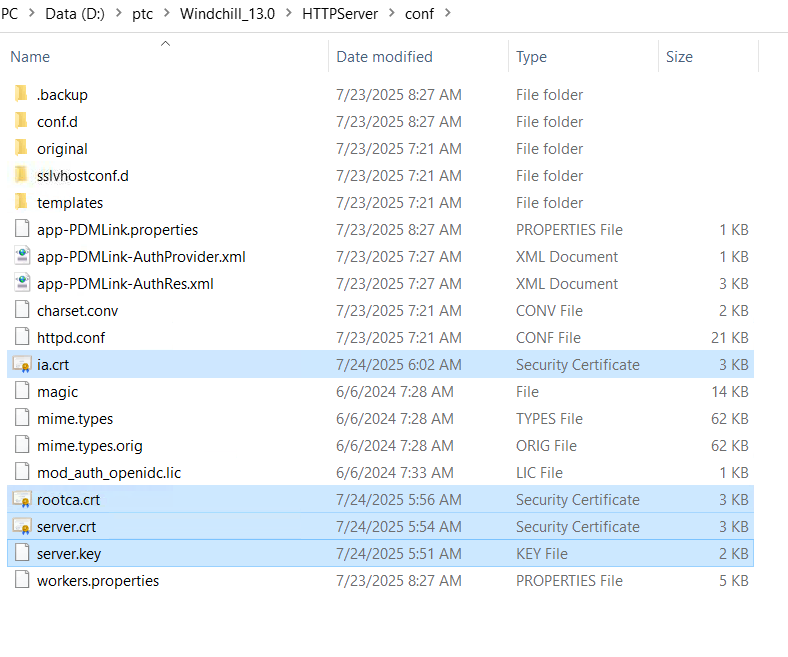 PC > Data (D:) > ptc > Windchill_13.0 > HTTPServer > conf >
Name Date modified Type Size
.backup 7/23/2025 8:27 AM File folder
conf.d 7/23/2025 8:27 AM File folder
original 7/23/2025 7:21 AM File folder
sslvhostconf.d 7/23/2025 7:21 AM File folder
templates 7/23/2025 7:21 AM File folder
app-PDMLink.properties 7/23/2025 8:27 AM PROPERTIES File 1 KB
app-PDMLink-AuthProvider.xml 7/23/2025 7:27 AM XML Document 1 KB
app-PDMLink-AuthRes.xml 7/23/2025 7:27 AM XML Document 3 KB
charset.conv 7/23/2025 7:21 AM CONV File 2 KB
httpd.conf 7/23/2025 7:21 AM CONF File 21 KB
ia.crt 7/24/2025 6:02 AM Security Certificate 3 KB
magic 6/6/2024 7:28 AM File 14 KB
mime.types 6/6/2024 7:28 AM TYPES File 62 KB
mime.types.orig 6/6/2024 7:28 AM ORIG File 62 KB
mod_auth_openidc.lic 6/6/2024 7:33 AM LIC File 1 KB
rootca.crt 7/24/2025 5:56 AM Security Certificate 3 KB
server.crt 7/24/2025 5:54 AM Security Certificate 3 KB
server.key 7/24/2025 5:51 AM KEY File 2 KB
workers.properties 7/23/2025 8:27 AM PROPERTIES File 5 KB